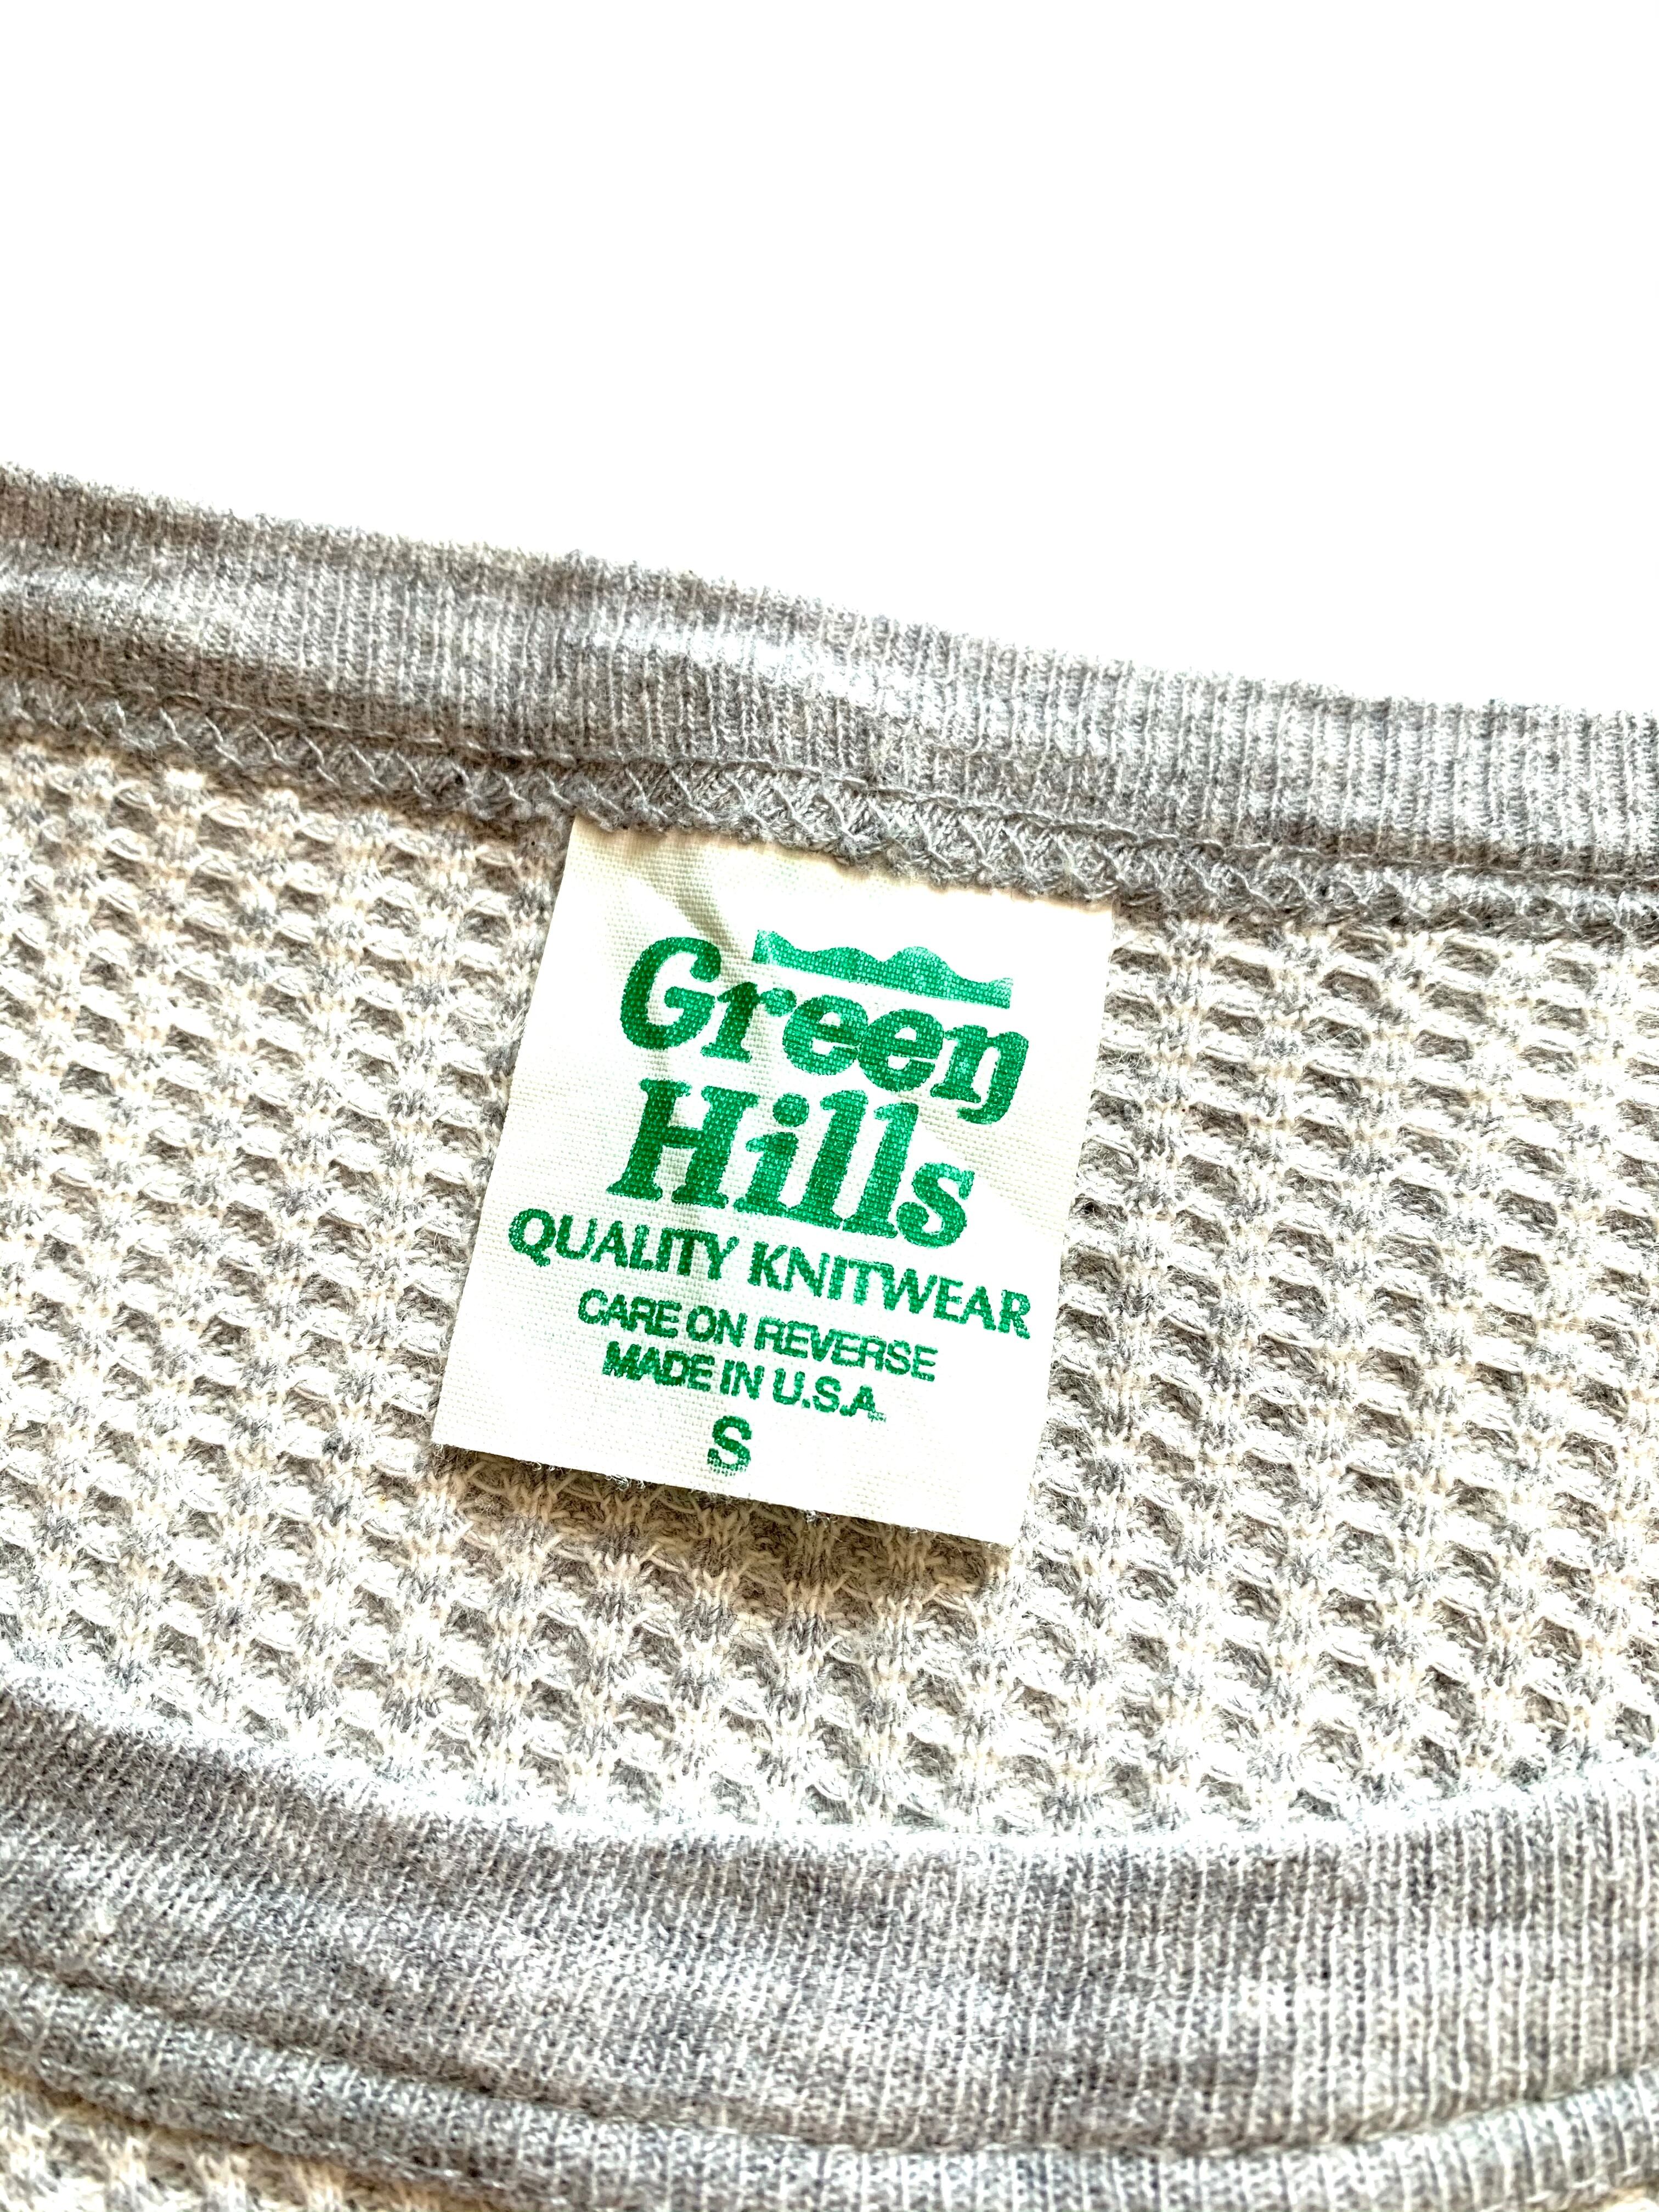 Green
Hills
QUALITY KNITWEAR
CARE ON REVERSE
MADE IN U.S.A.
S